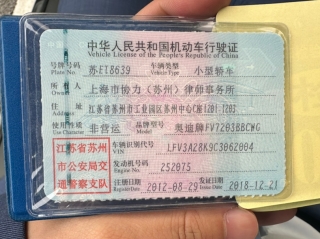 中华人民共和国机动车行驶证
Vehicle License of the People's Republic of China
号牌号码 苏E18639 车辆类型 小型轿车
Plate No. Vehicle Type
所有人 上海市协力（苏州）律师事务所
Owner
住址 江苏省苏州市工业园区苏州中心C座1201.1203
Address
使用性质 非营运 品牌型号 奥迪牌FV7203BBCWG
Use Character Model
江苏省苏州市公安局交通警察支队
车辆识别代号 LFV3A28K9C3062004
VIN
发动机号码 252075
Engine No.
注册日期 2012-08-29 发证日期 2018-12-21
Register Date Issue Date